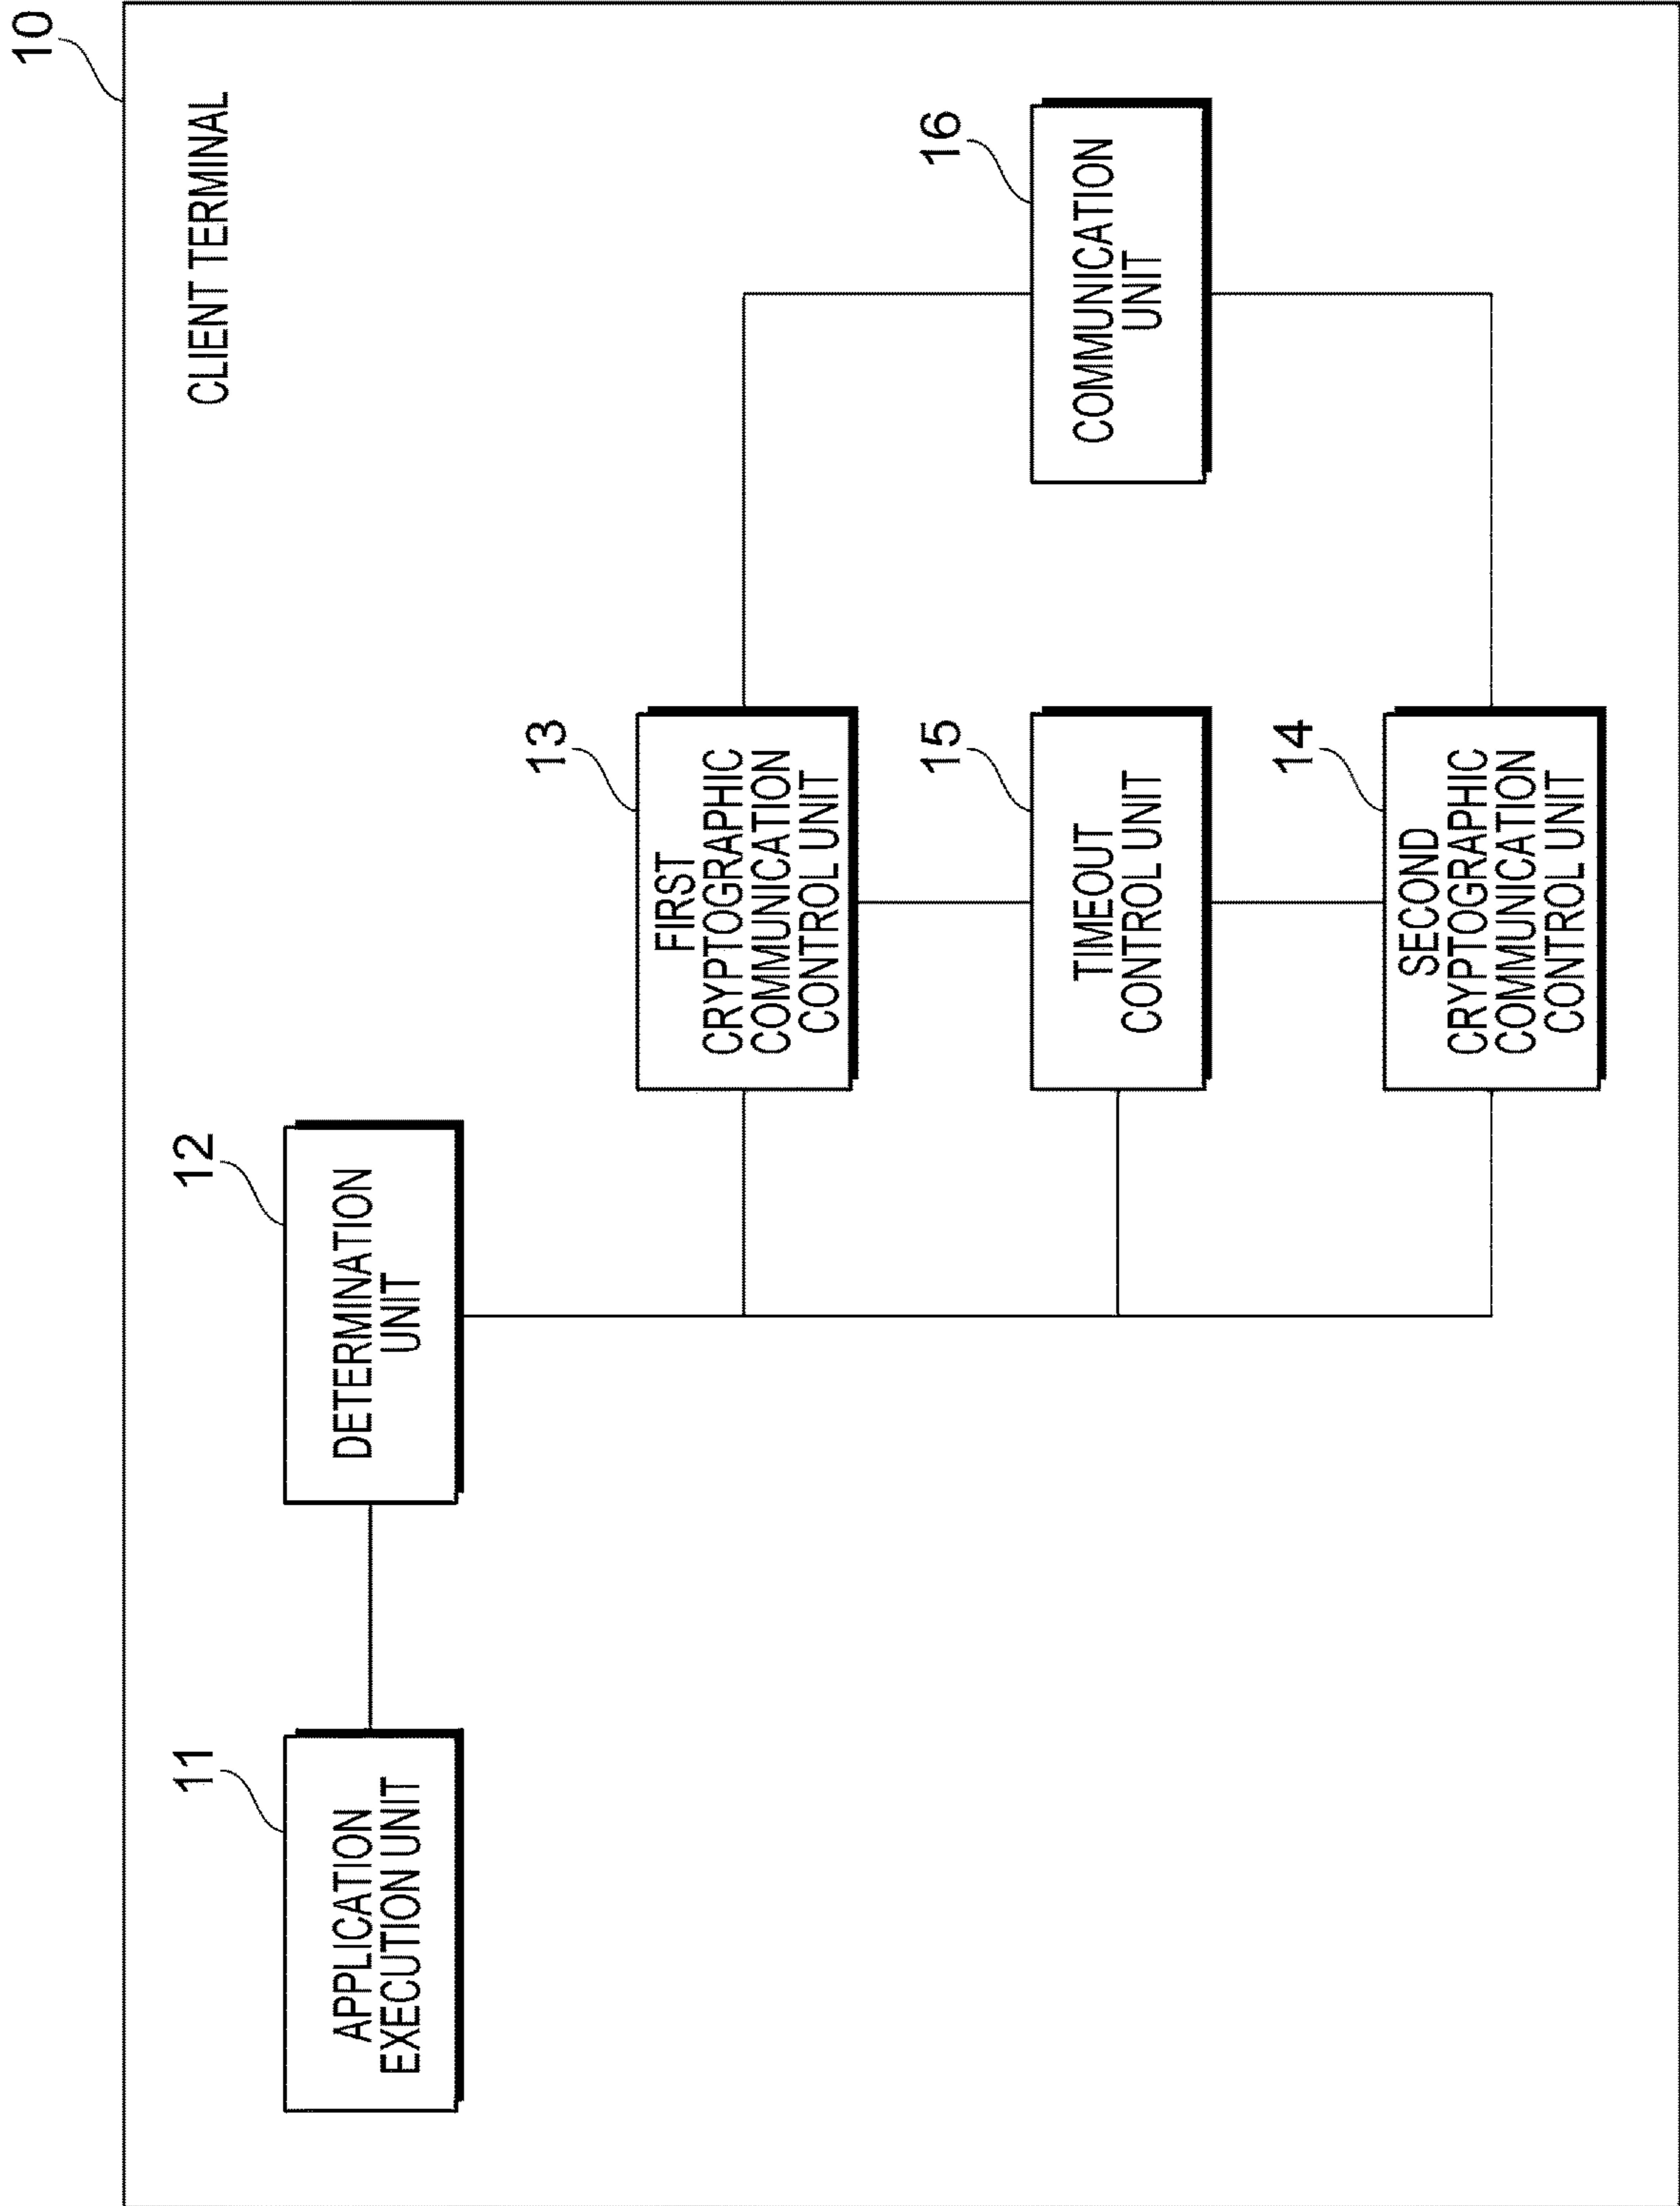 10
CLIENT TERMINAL
11
APPLICATION
EXECUTION UNIT
12
DETERMINATION
UNIT
13
FIRST
CRYPTOGRAPHIC
COMMUNICATION
CONTROL UNIT
15
TIMEOUT
CONTROL UNIT
16
COMMUNICATION
UNIT
14
SECOND
CRYPTOGRAPHIC
COMMUNICATION
CONTROL UNIT